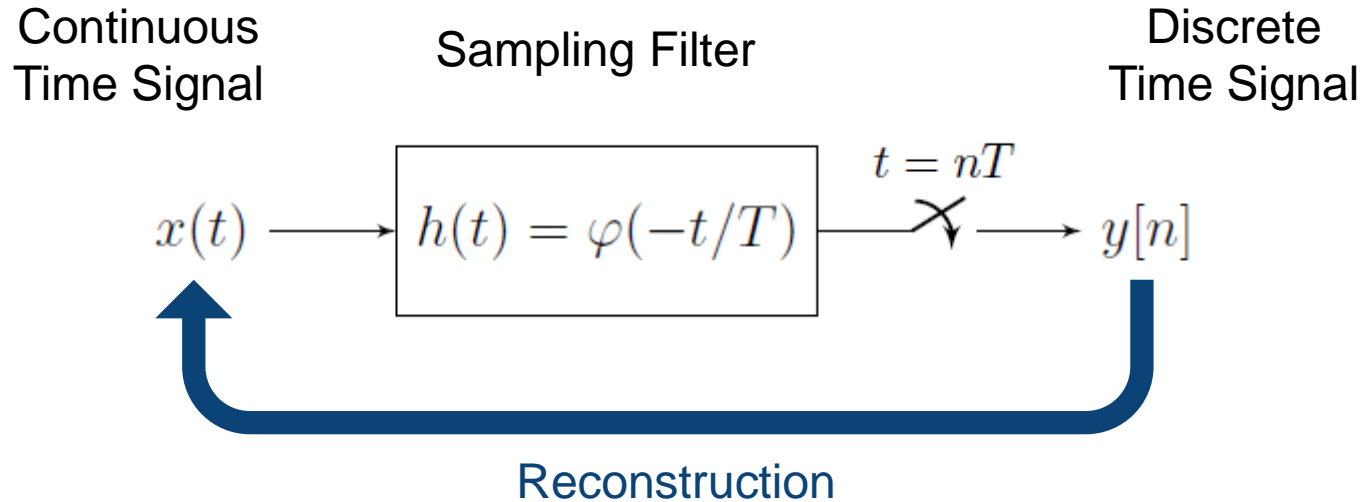 Continuous
Time Signal
Sampling Filter
Discrete
Time Signal
x(t)
h(t) = φ(−t/T)
t = nT
y[n]
Reconstruction